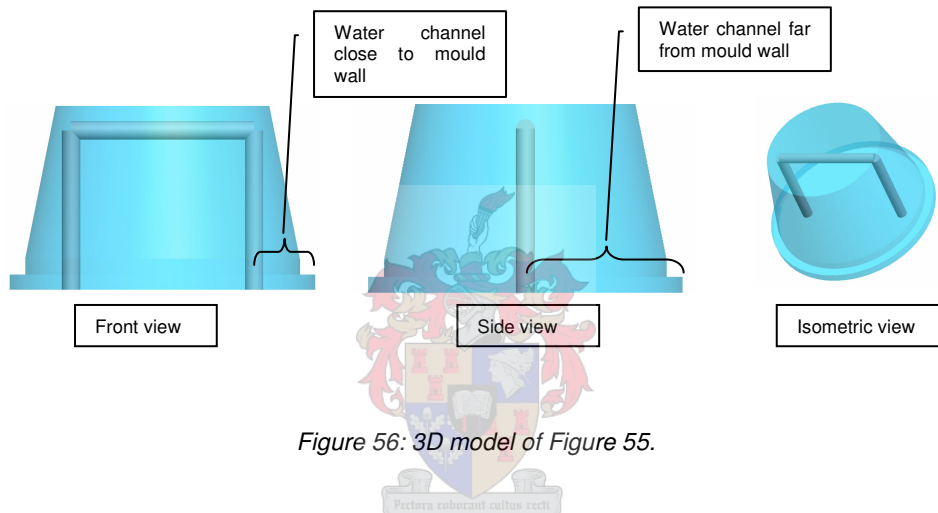 Water channel
close to mould
wall
Water channel far
from mould wall
Front view
Side view
Isometric view
Figure 56: 3D model of Figure 55.
Pectora roborant cultus recti